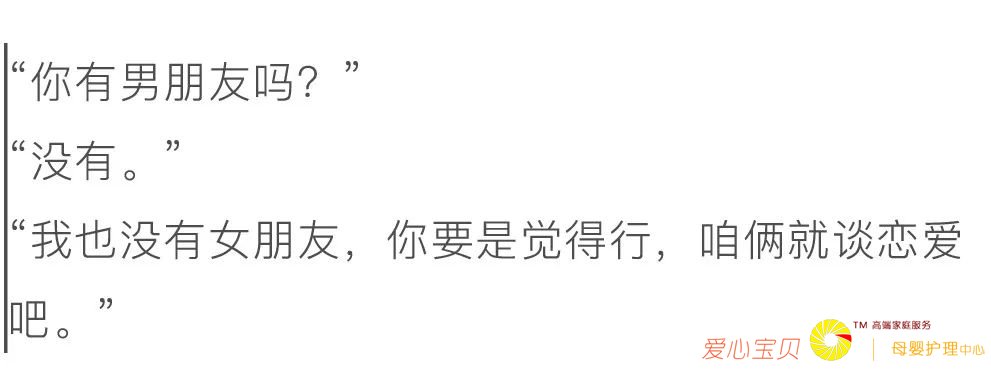 “你有男朋友吗？”
“没有。”
“我也没有女朋友，你要是觉得行，咱俩就谈恋爱
吧。”
爱心宝贝 TM 高端家庭服务
母婴护理中心